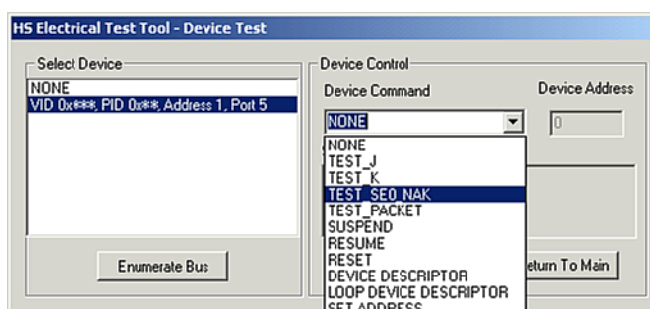 HS Electrical Test Tool - Device Test
Select Device
NONE
VID 0x***, PID 0x**, Address 1, Port 5
Enumerate Bus
Device Control
Device Command
Device Address
NONE
0
NONE
TEST_J
TEST_K
TEST_SE0_NAK
TEST_PACKET
SUSPEND
RESUME
RESET
DEVICE DESCRIPTOR
LOOP DEVICE DESCRIPTOR
SET ADDRESS
eturn To Main